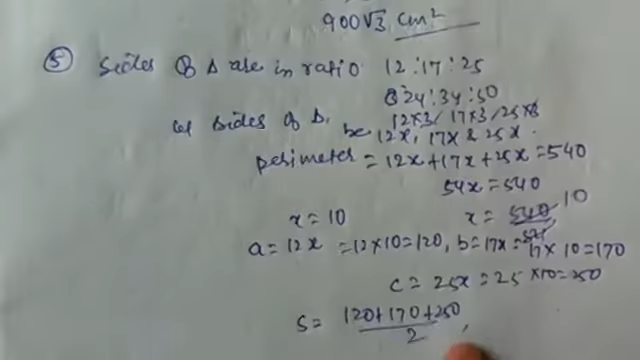 900√3 cm²
⑤ Sides of Δ are in ratio 12:17:25
24:34:50
12×3/17×3/25×3
let sides of Δ, be 12x, 17x & 25x.
perimeter = 12x+17x+25x=540
54x=540
x=10 x= 540 10
54
a=12x =12×10=120, b=17x=17×10=170
c= 25x=25×10=250
s= 120+170+250
2